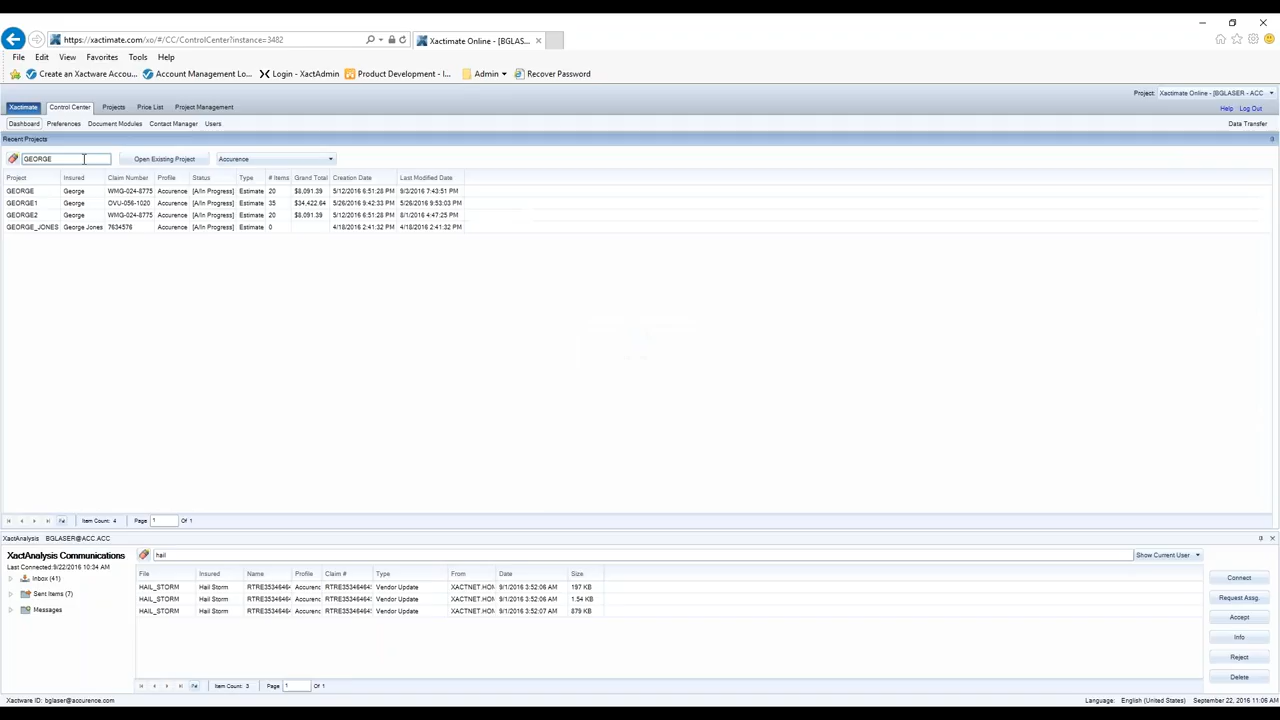 https://xactimate.com/xo/#/CC/ControlCenter?instance=3482
Xactimate Online - [BGLAS...
File Edit View Favorites Tools Help
Create an Xactware Accou... Account Management Lo... Login - XactAdmin Product Development - I... Admin Recover Password
Project: Xactimate Online - [BGLASER - ACC
Xactimate Control Center Projects Price List Project Management Help Log Out
Dashboard Preferences Document Modules Contact Manager Users Data Transfer
Recent Projects
GEORGE Open Existing Project Accurence
Project Insured Claim Number Profile Status Type # Items Grand Total Creation Date Last Modified Date
GEORGE George WMG-024-8775 Accurence [A/In Progress] Estimate 20 $8,091.39 5/12/2016 6:51:28 PM 9/3/2016 7:43:51 PM
GEORGE1 George OVU-056-1020 Accurence [A/In Progress] Estimate 35 $34,422.64 5/26/2016 9:42:33 PM 5/26/2016 9:53:03 PM
GEORGE2 George WMG-024-8775 Accurence [A/In Progress] Estimate 20 $8,091.39 5/12/2016 6:51:28 PM 8/1/2016 4:47:25 PM
GEORGE_JONES George Jones 7634576 Accurence [A/In Progress] Estimate 0 4/18/2016 2:41:32 PM 4/18/2016 2:41:32 PM
Item Count: 4 Page 1 Of 1
XactAnalysis BGLASER@ACC.ACC
XactAnalysis Communications hail Show Current User
Last Connected:9/22/2016 10:34 AM
File Insured Name Profile Claim # Type From Date Size
Inbox (41) Connect
HAIL_STORM Hail Storm RTRE35346464 Accurenc RTRE35346464: Vendor Update XACTNET.HON 9/1/2016 3:52:06 AM 197 KB
Sent Items (7) Request Assg.
HAIL_STORM Hail Storm RTRE35346464 Accurenc RTRE35346464: Vendor Update XACTNET.HON 9/1/2016 3:52:06 AM 1.54 KB
Messages
HAIL_STORM Hail Storm RTRE35346464 Accurenc RTRE35346464: Vendor Update XACTNET.HON 9/1/2016 3:52:07 AM 879 KB
Accept
Info
Reject
Delete
Item Count: 3 Page 1 Of 1
Xactware ID: bglaser@accurence.com Language: English (United States) September 22, 2016 11:06 AM